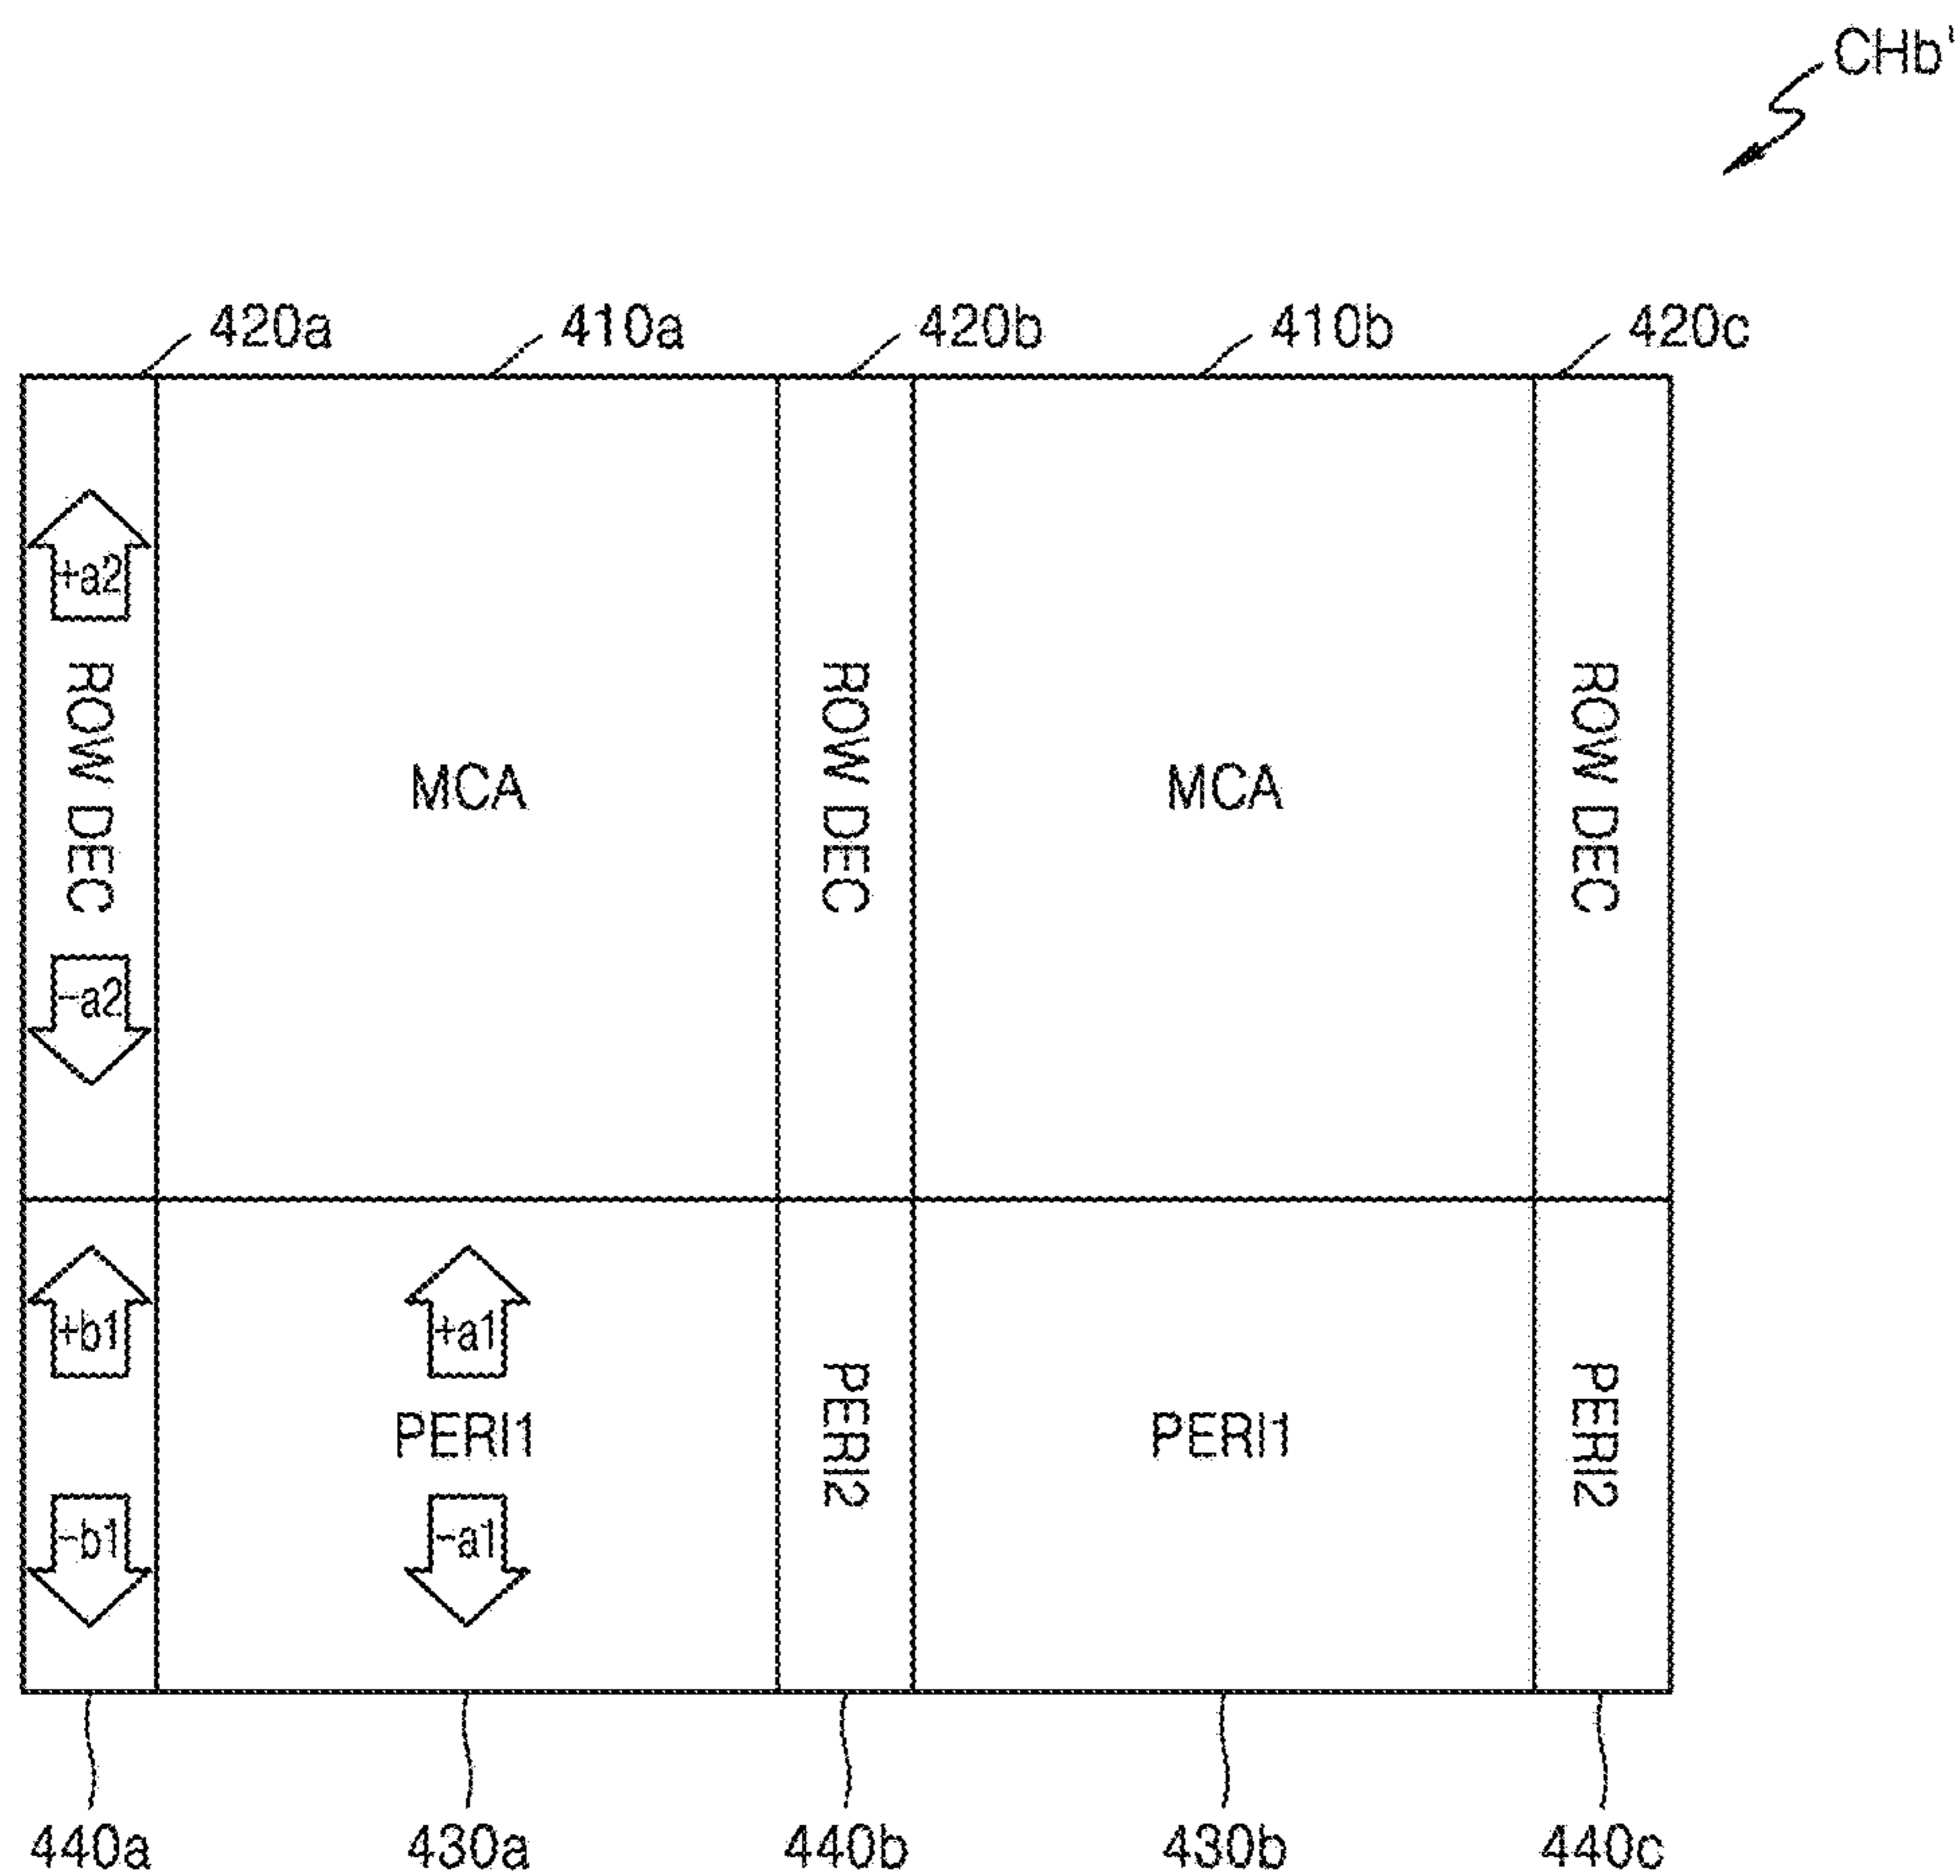 CHb'
420a 410a 420b 410b 420c
+a2
ROW DEC MCA ROW DEC MCA ROW DEC
-a2
+b1 +a1
PERI1 PERI2 PERI1 PERI2
-b1 -a1
440a 430a 440b 430b 440c